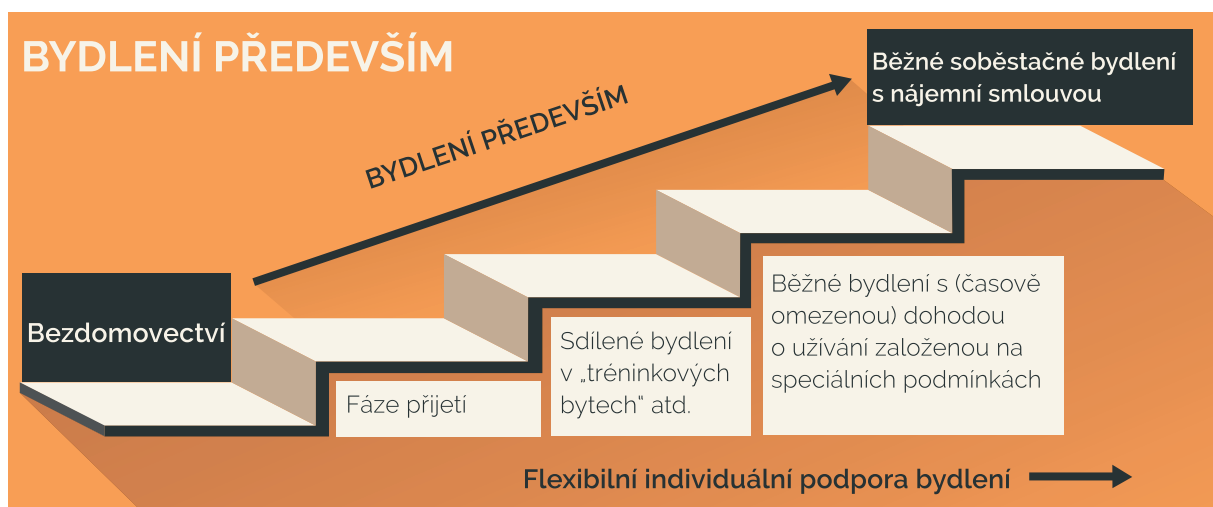 BYDLENÍ PŘEDEVŠÍM
BYDLENÍ PŘEDEVŠÍM
Běžné soběstačné bydlení
s nájemní smlouvou
Bezdomovectví
Fáze přijetí
Sdílené bydlení
v „tréninkových
bytech“ atd.
Běžné bydlení s (časově
omezenou) dohodou
o užívání založenou na
speciálních podmínkách
Flexibilní individuální podpora bydlení